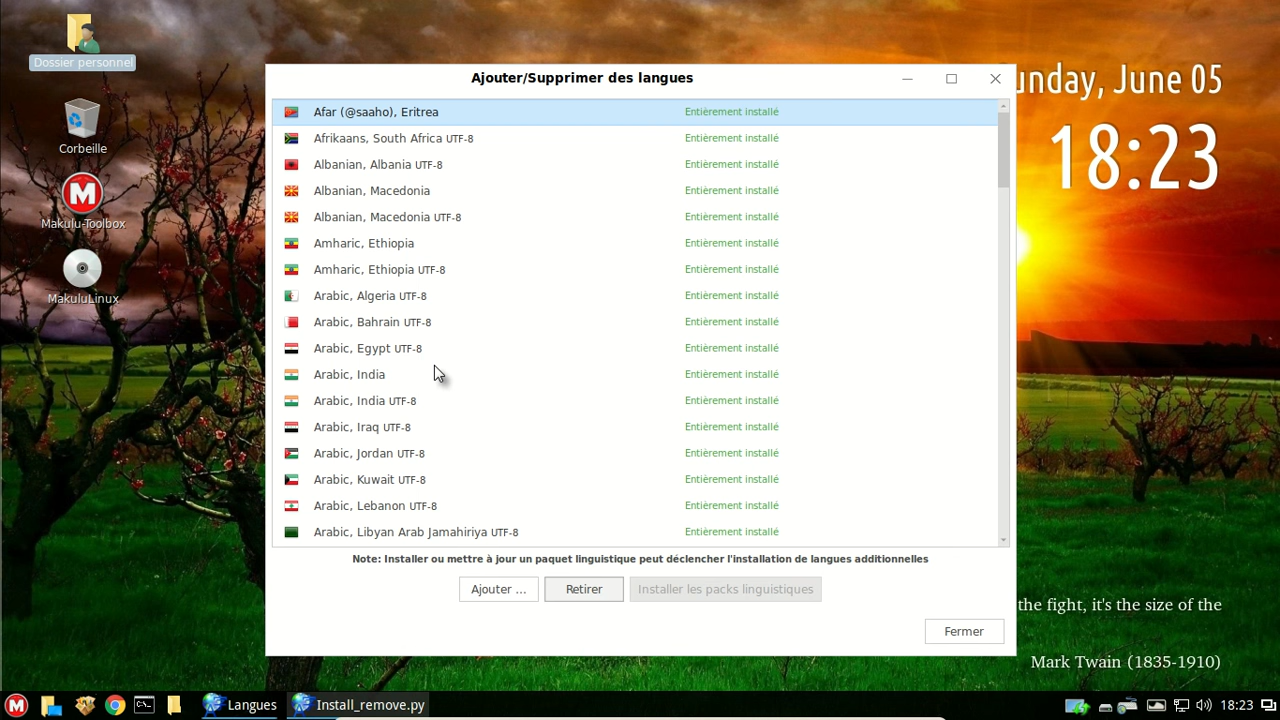 Dossier personnel
Corbeille
Makulu-Toolbox
MakuluLinux
Ajouter/Supprimer des langues
Afar (@saaho), Eritrea Entièrement installé
Afrikaans, South Africa UTF-8 Entièrement installé
Albanian, Albania UTF-8 Entièrement installé
Albanian, Macedonia Entièrement installé
Albanian, Macedonia UTF-8 Entièrement installé
Amharic, Ethiopia Entièrement installé
Amharic, Ethiopia UTF-8 Entièrement installé
Arabic, Algeria UTF-8 Entièrement installé
Arabic, Bahrain UTF-8 Entièrement installé
Arabic, Egypt UTF-8 Entièrement installé
Arabic, India Entièrement installé
Arabic, India UTF-8 Entièrement installé
Arabic, Iraq UTF-8 Entièrement installé
Arabic, Jordan UTF-8 Entièrement installé
Arabic, Kuwait UTF-8 Entièrement installé
Arabic, Lebanon UTF-8 Entièrement installé
Arabic, Libyan Arab Jamahiriya UTF-8 Entièrement installé
Note: Installer ou mettre à jour un paquet linguistique peut déclencher l'installation de langues additionnelles
Ajouter ... Retirer Installer les packs linguistiques
Fermer
unday, June 05
18:23
the fight, it's the size of the
Mark Twain (1835-1910)
M Langues Install_remove.py 18:23